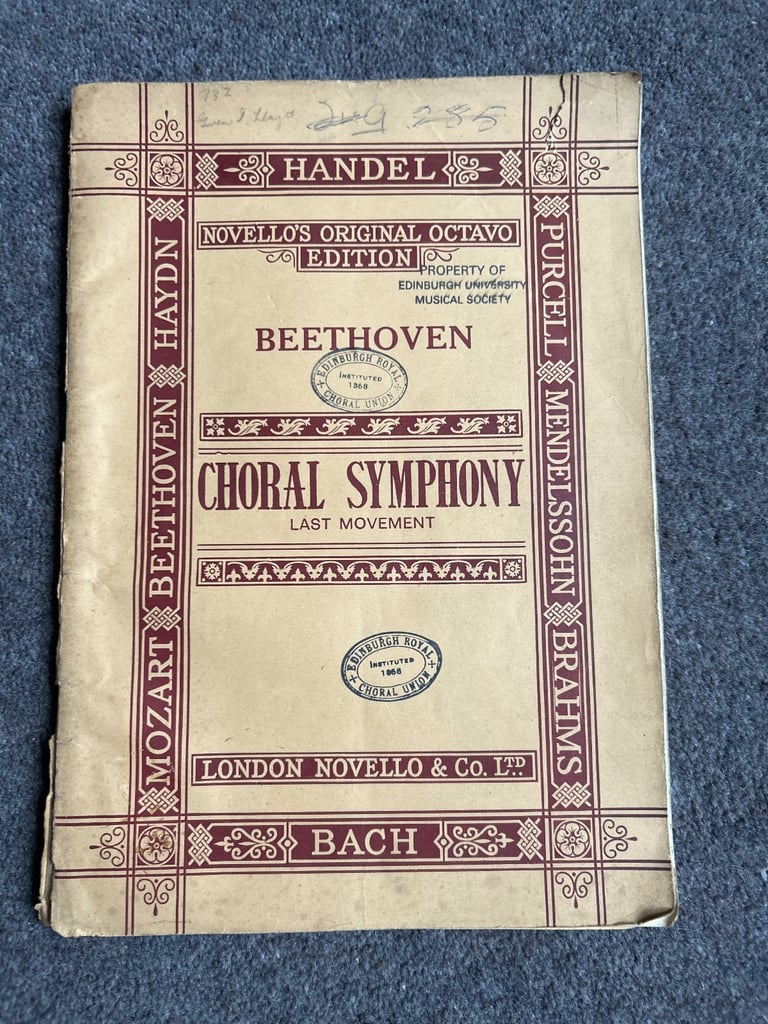 732
285
HANDEL
NOVELLO'S ORIGINAL OCTAVO
EDITION
PROPERTY OF
EDINBURGH UNIVERSITY
MUSICAL SOCIETY
BEETHOVEN
EDINBURGH ROYAL
INSTITUTED
1858
CHORAL UNION
CHORAL SYMPHONY
LAST MOVEMENT
EDINBURGH ROYAL
INSTITUTED
1858
CHORAL UNION
LONDON NOVELLO & CO. LTD
BACH
HAYDN
BEETHOVEN
MOZART
PURCELL
MENDELSSOHN
BRAHMS